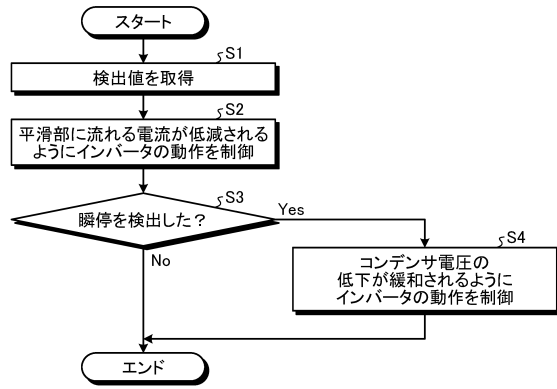 スタート
S1
検出値を取得
S2
平滑部に流れる電流が低減される
ようにインバータの動作を制御
S3
瞬停を検出した？
Yes
No
S4
コンデンサ電圧の
低下が緩和されるように
インバータの動作を制御
エンド